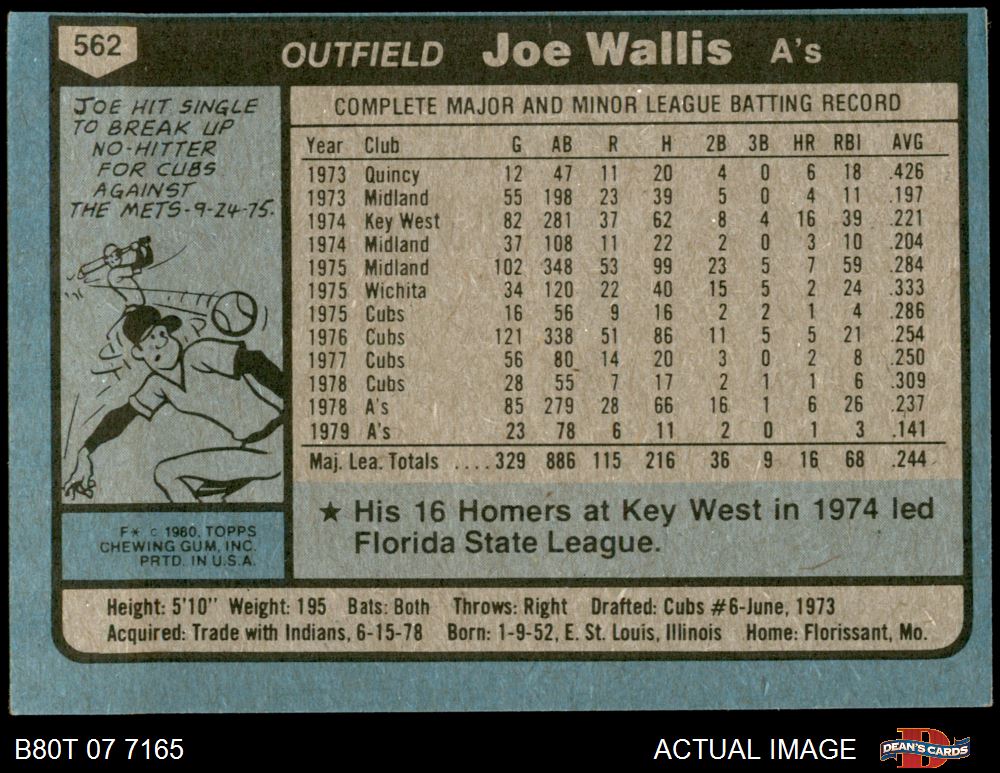 562
OUTFIELD Joe Wallis A's
JOE HIT SINGLE
TO BREAK UP
NO-HITTER
FOR CUBS
AGAINST
THE METS-9-24-75.
COMPLETE MAJOR AND MINOR LEAGUE BATTING RECORD
Year Club G AB R H 2B 3B HR RBI AVG
1973 Quincy 12 47 11 20 4 0 6 18 .426
1973 Midland 55 198 23 39 5 0 4 11 .197
1974 Key West 82 281 37 62 8 4 16 39 .221
1974 Midland 37 108 11 22 2 0 3 10 .204
1975 Midland 102 348 53 99 23 5 7 59 .284
1975 Wichita 34 120 22 40 15 5 2 24 .333
1975 Cubs 16 56 9 16 2 2 1 4 .286
1976 Cubs 121 338 51 86 11 5 5 21 .254
1977 Cubs 56 80 14 20 3 0 2 8 .250
1978 Cubs 28 55 7 17 2 1 1 6 .309
1978 A's 85 279 28 66 16 1 6 26 .237
1979 A's 23 78 6 11 2 0 1 3 .141
Maj. Lea. Totals ....329 886 115 216 36 9 16 68 .244
★ His 16 Homers at Key West in 1974 led
Florida State League.
F* © 1980, TOPPS
CHEWING GUM, INC.
PRTD. IN U.S.A.
Height: 5'10" Weight: 195 Bats: Both Throws: Right Drafted: Cubs #6-June, 1973
Acquired: Trade with Indians, 6-15-78 Born: 1-9-52, E. St. Louis, Illinois Home: Florissant, Mo.
B80T 07 7165
ACTUAL IMAGE
DEAN'S CARDS